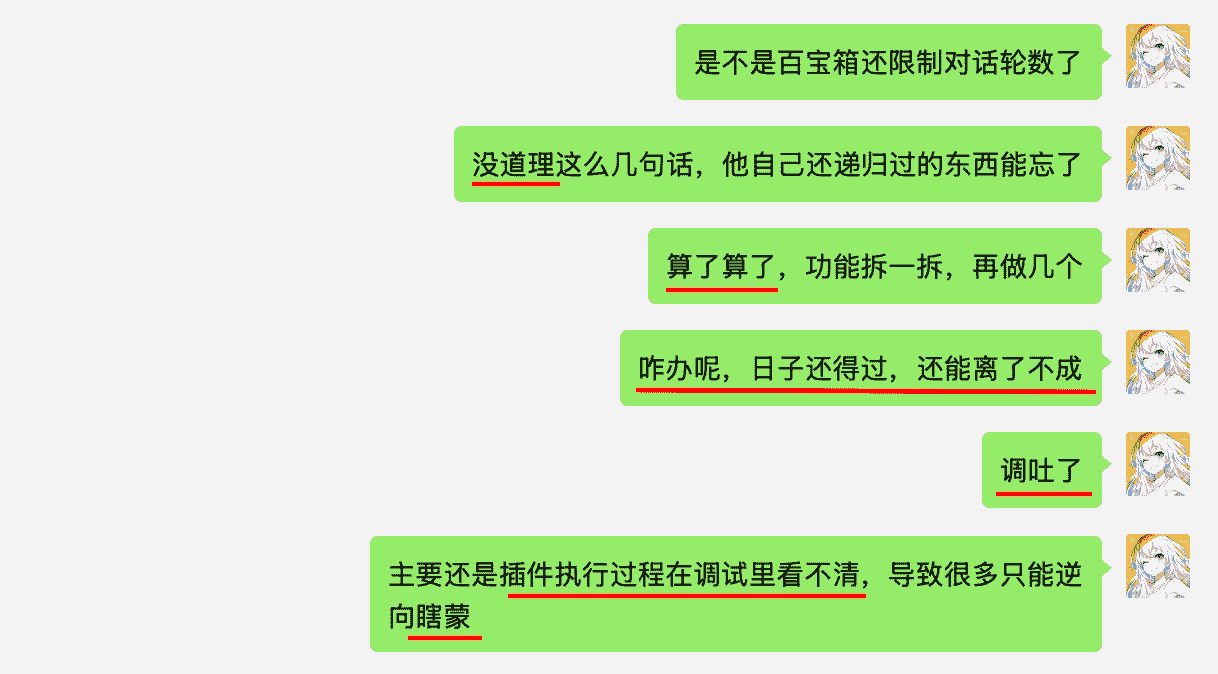 是不是百宝箱还限制对话轮数了
没道理这么几句话，他自己还递归过的东西能忘了
算了算了，功能拆一拆，再做几个
咋办呢，日子还得过，还能离了不成
调吐了
主要还是插件执行过程在调试里看不清，导致很多只能逆
向瞎蒙